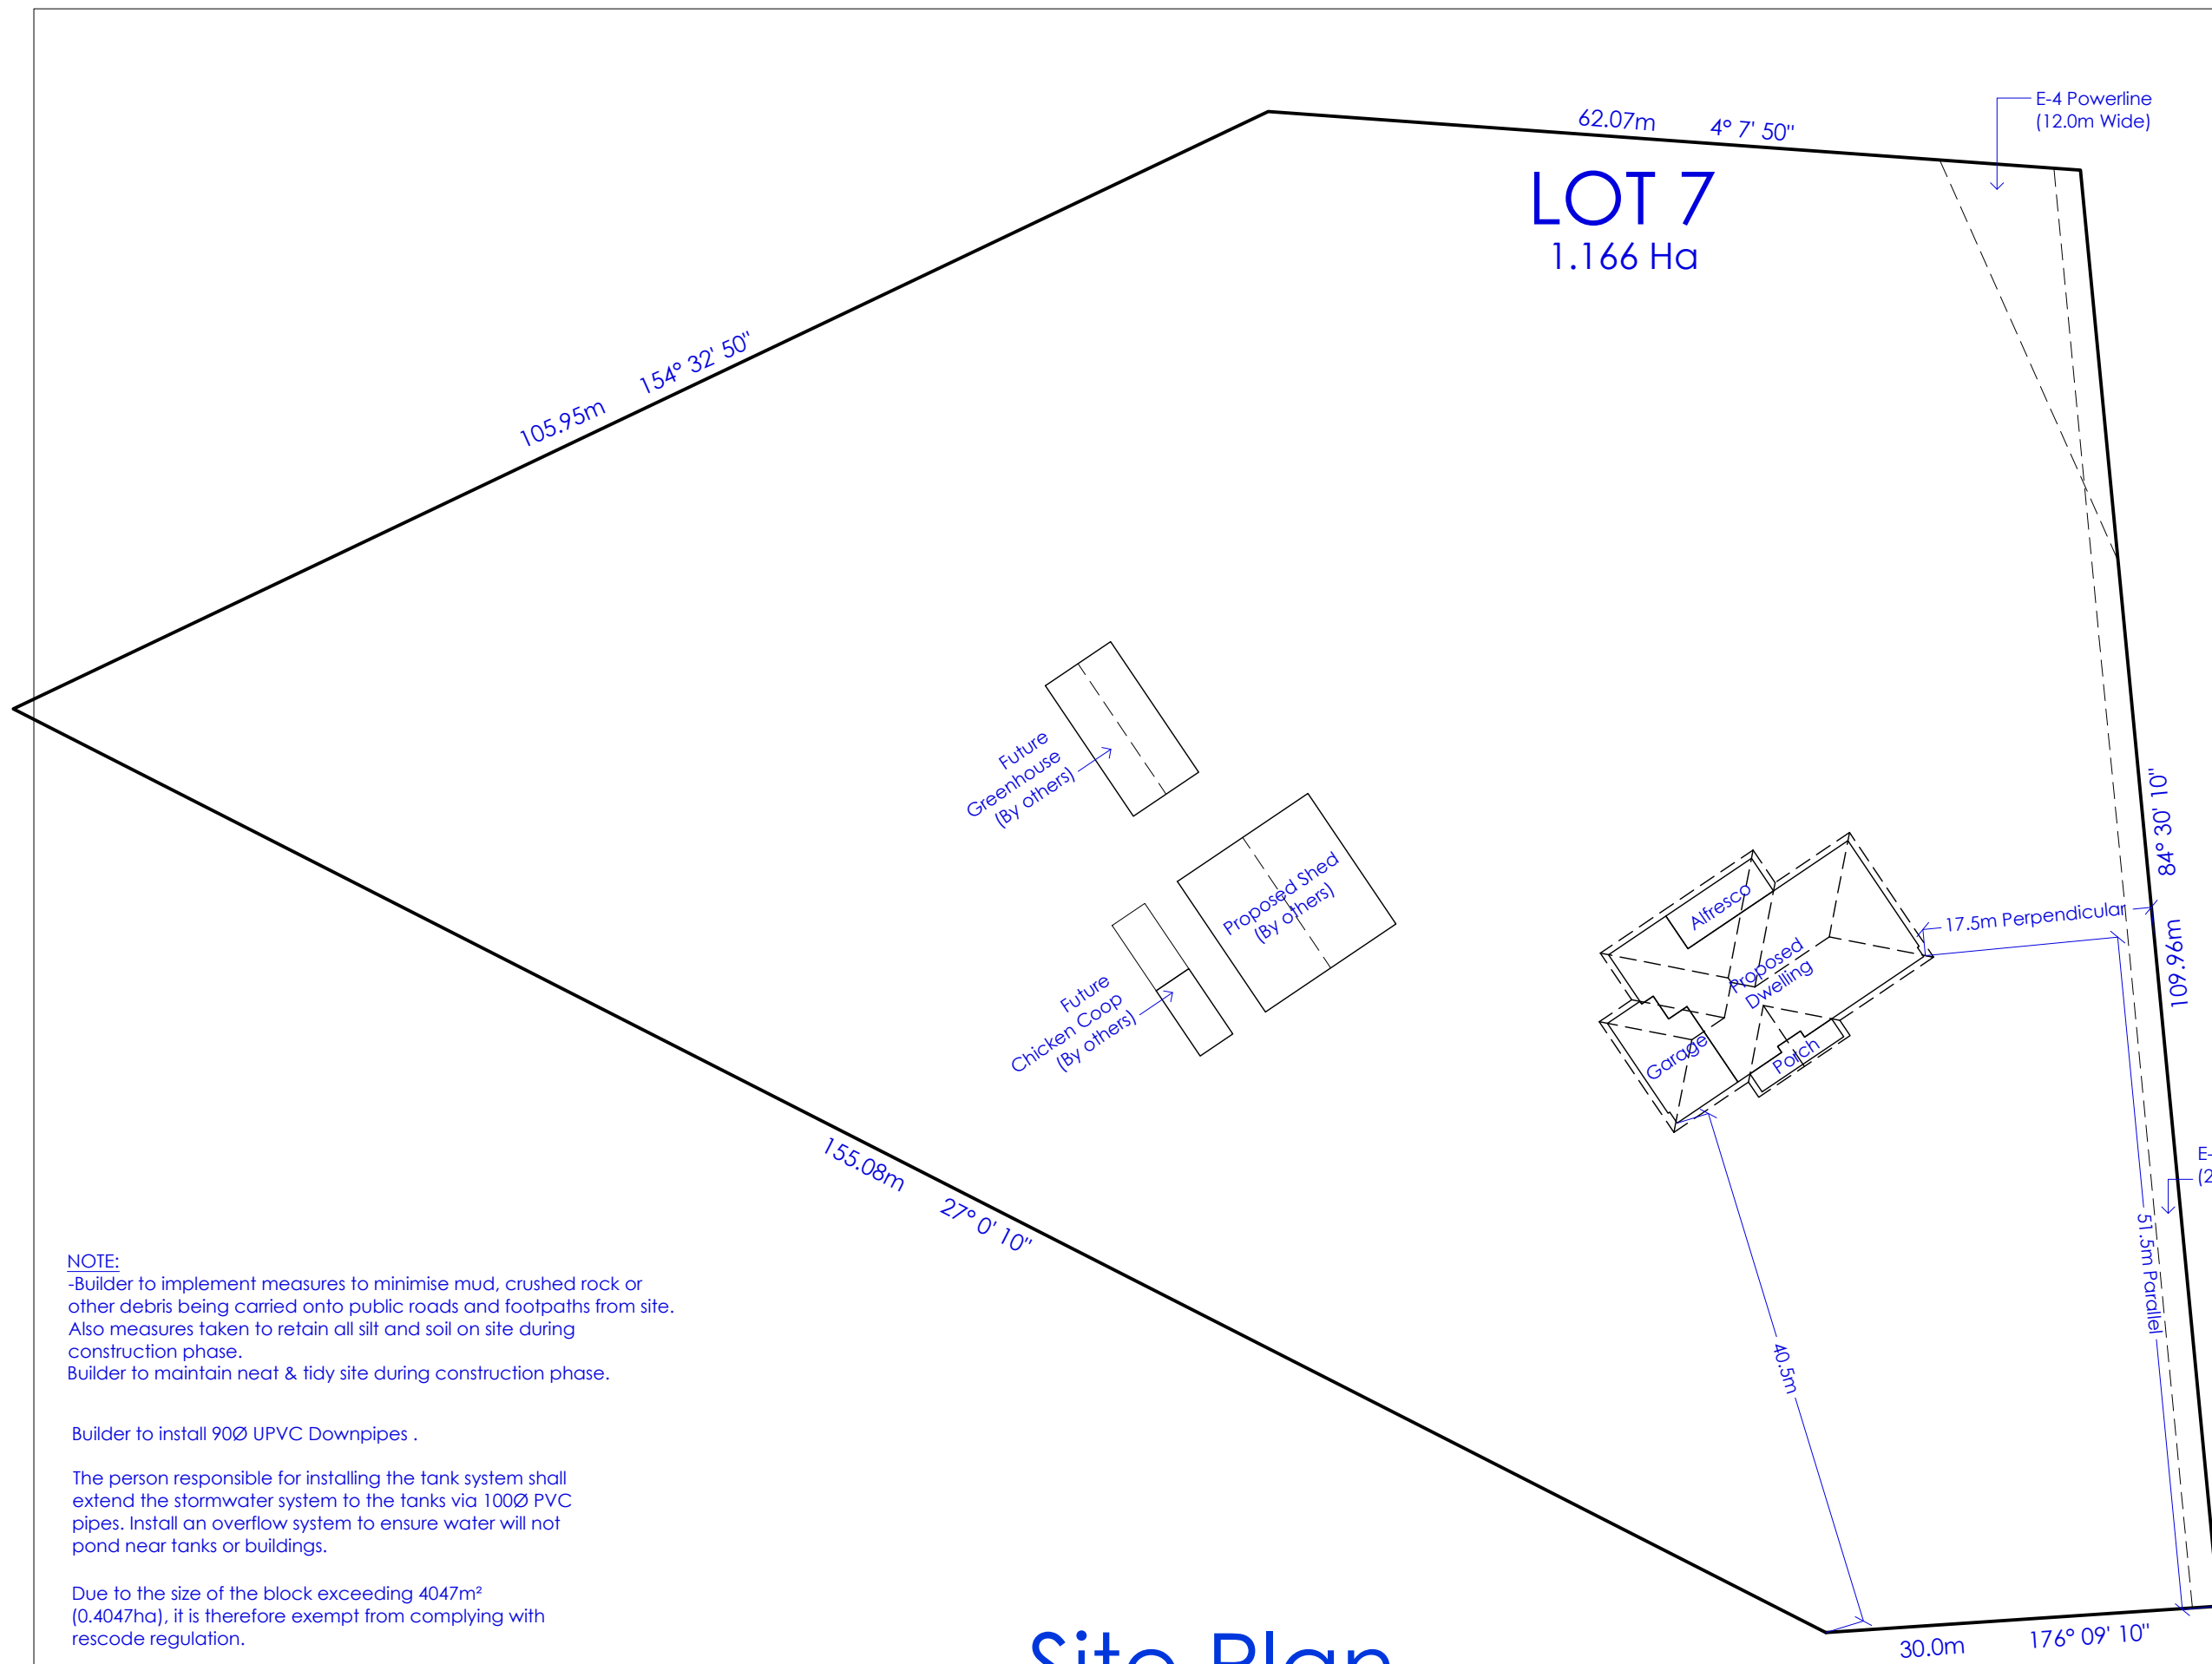 E-4 Powerline
(12.0m Wide)
62.07m 4° 7' 50"
LOT 7
1.166 Ha
105.95m 154° 32' 50"
Future
Greenhouse
(By others)
Proposed Shed
(By others)
Future
Chicken Coop
(By others)
Alfresco
Proposed
Dwelling
Garage
Porch
17.5m Perpendicular
109.96m 84° 30' 10"
E-
(2
51.5m Parallel
40.5m
155.08m 27° 0' 10"
30.0m 176° 09' 10"
NOTE:
-Builder to implement measures to minimise mud, crushed rock or
other debris being carried onto public roads and footpaths from site.
Also measures taken to retain all silt and soil on site during
construction phase.
Builder to maintain neat & tidy site during construction phase.
Builder to install 90Ø UPVC Downpipes .
The person responsible for installing the tank system shall
extend the stormwater system to the tanks via 100Ø PVC
pipes. Install an overflow system to ensure water will not
pond near tanks or buildings.
Due to the size of the block exceeding 4047m²
(0.4047ha), it is therefore exempt from complying with
rescode regulation.
Site Plan